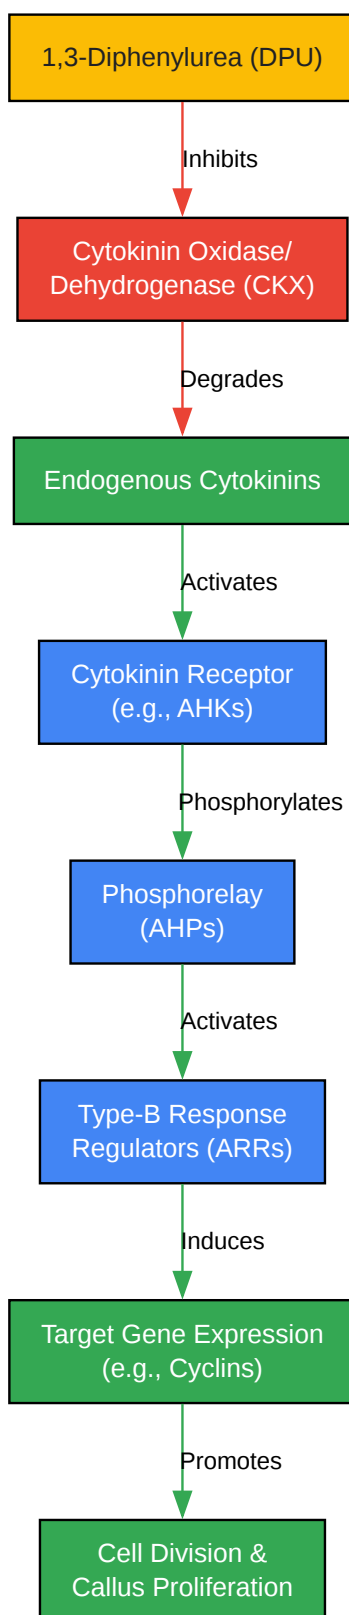 1,3-Diphenylurea (DPU)
Inhibits
Cytokinin Oxidase/
Dehydrogenase (CKX)
Degrades
Endogenous Cytokinins
Activates
Cytokinin Receptor
(e.g., AHKs)
Phosphorylates
Phosphorelay
(AHPs)
Activates
Type-B Response
Regulators (ARRs)
Induces
Target Gene Expression
(e.g., Cyclins)
Promotes
Cell Division &
Callus Proliferation